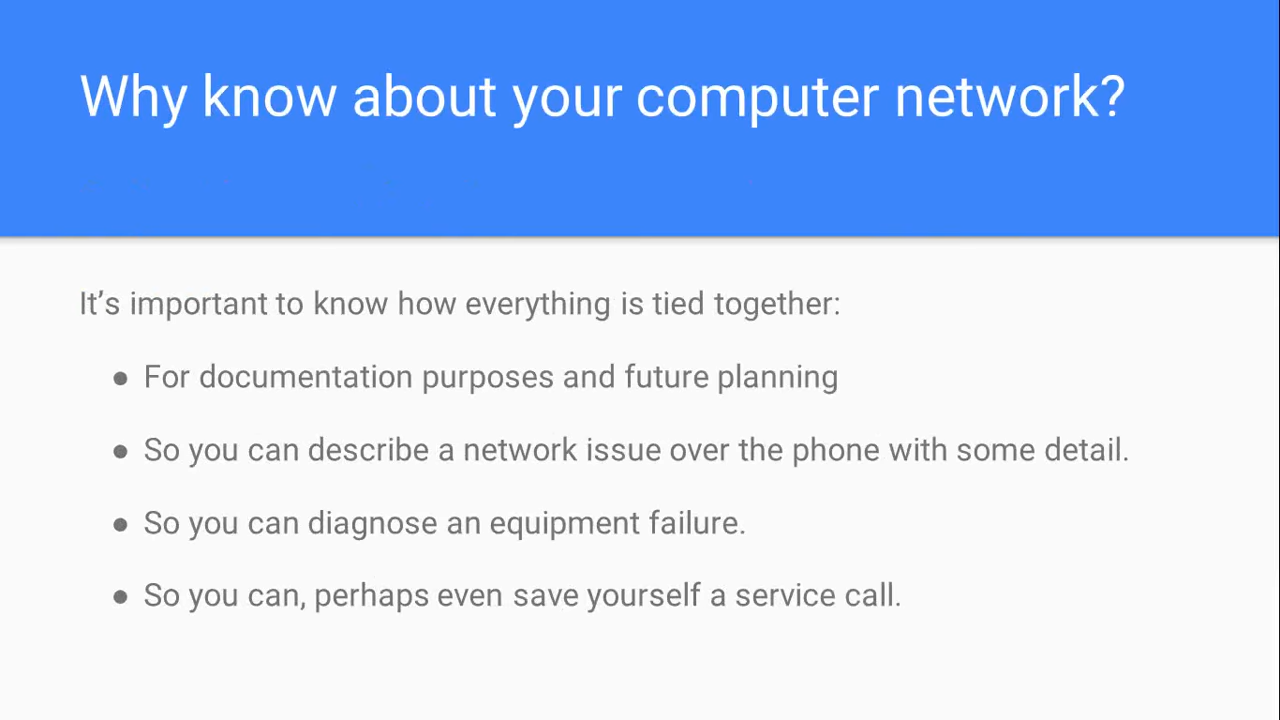 Why know about your computer network?
It’s important to know how everything is tied together:
● For documentation purposes and future planning
● So you can describe a network issue over the phone with some detail.
● So you can diagnose an equipment failure.
● So you can, perhaps even save yourself a service call.